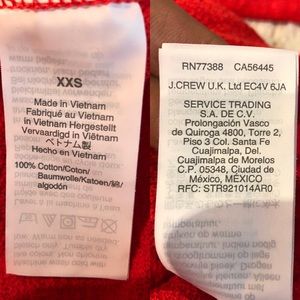 XXS
Made in Vietnam
Fabriqué au Vietnam
In Vietnam Hergestellt
Vervaardigd in Vietnam
ベトナム製
Hecho en Vietnam
100% Cotton/Coton/
Baumwolle/Katoen/綿/
algodón
RN77388 CA56445
J.CREW U.K. Ltd EC4V 6JA
SERVICE TRADING
S.A. DE C.V.
Prolongación Vasco
de Quiroga 4800, Torre 2,
Piso 3 Col. Santa Fe
Cuajimalpa Del.
Cuajimalpa de Morelos
C.P. 05348, Ciudad de
México, MÉXICO
RFC: STR921014AR0